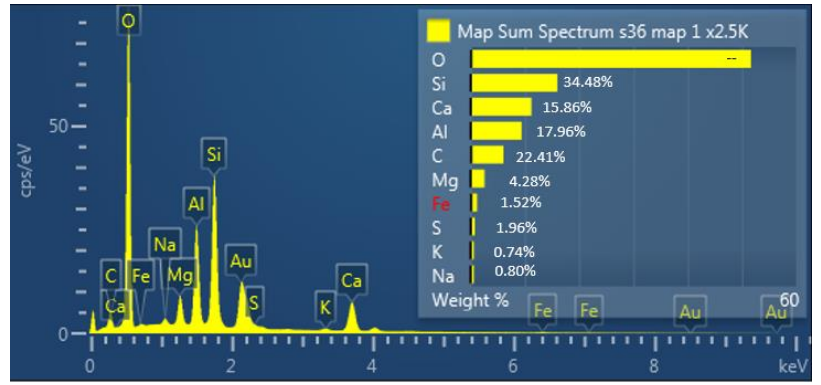 Map Sum Spectrum s36 map 1 x2.5K
O --
Si 34.48%
Ca 15.86%
Al 17.96%
C 22.41%
Mg 4.28%
Fe 1.52%
S 1.96%
K 0.74%
Na 0.80%
Weight % 60
cps/eV
50
0
O
Si
Al
Na
Au
C Fe Mg
Ca
S
K
Ca
Fe Fe Au Au
0 2 4 6 8 keV